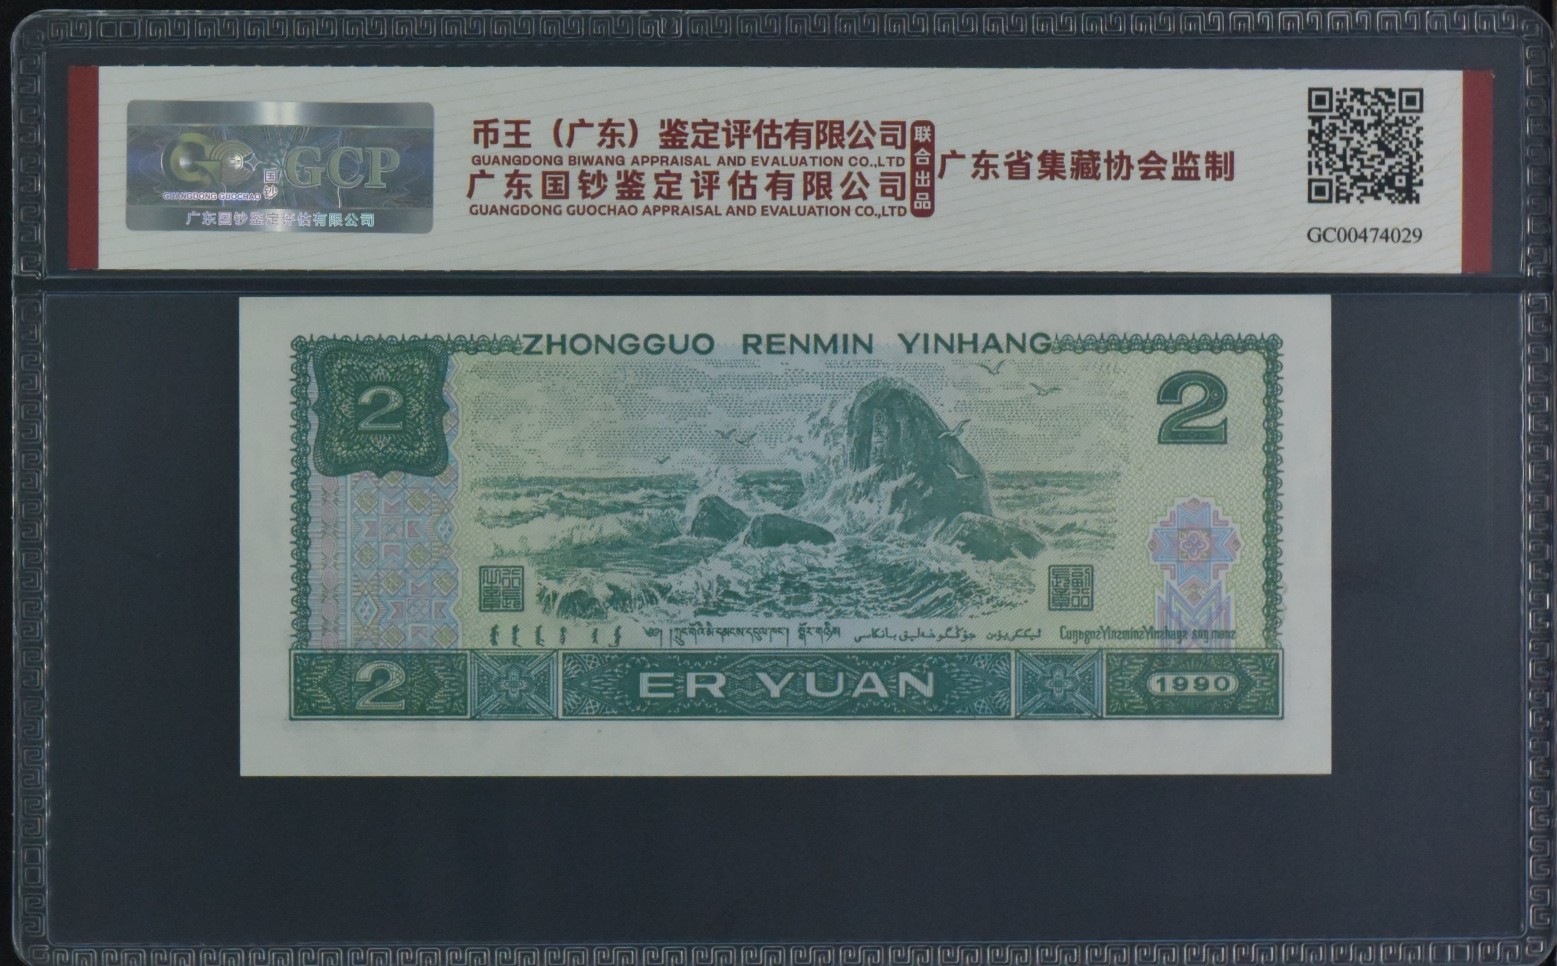 币王（广东）鉴定评估有限公司
GUANGDONG BIWANG APPRAISAL AND EVALUATION CO.,LTD
广东国钞鉴定评估有限公司
GUANGDONG GUOCHAO APPRAISAL AND EVALUATION CO.,LTD
联合出品
广东省集藏协会监制
GC00474029
GC
国钞
GCP
GUANGDONG GUOCHAO
广东国钞鉴定评估有限公司
ZHONGGUO RENMIN YINHANG
2
2
Cunƅgoz Yinzminz Yinzhangz
2
ER YUAN
1990